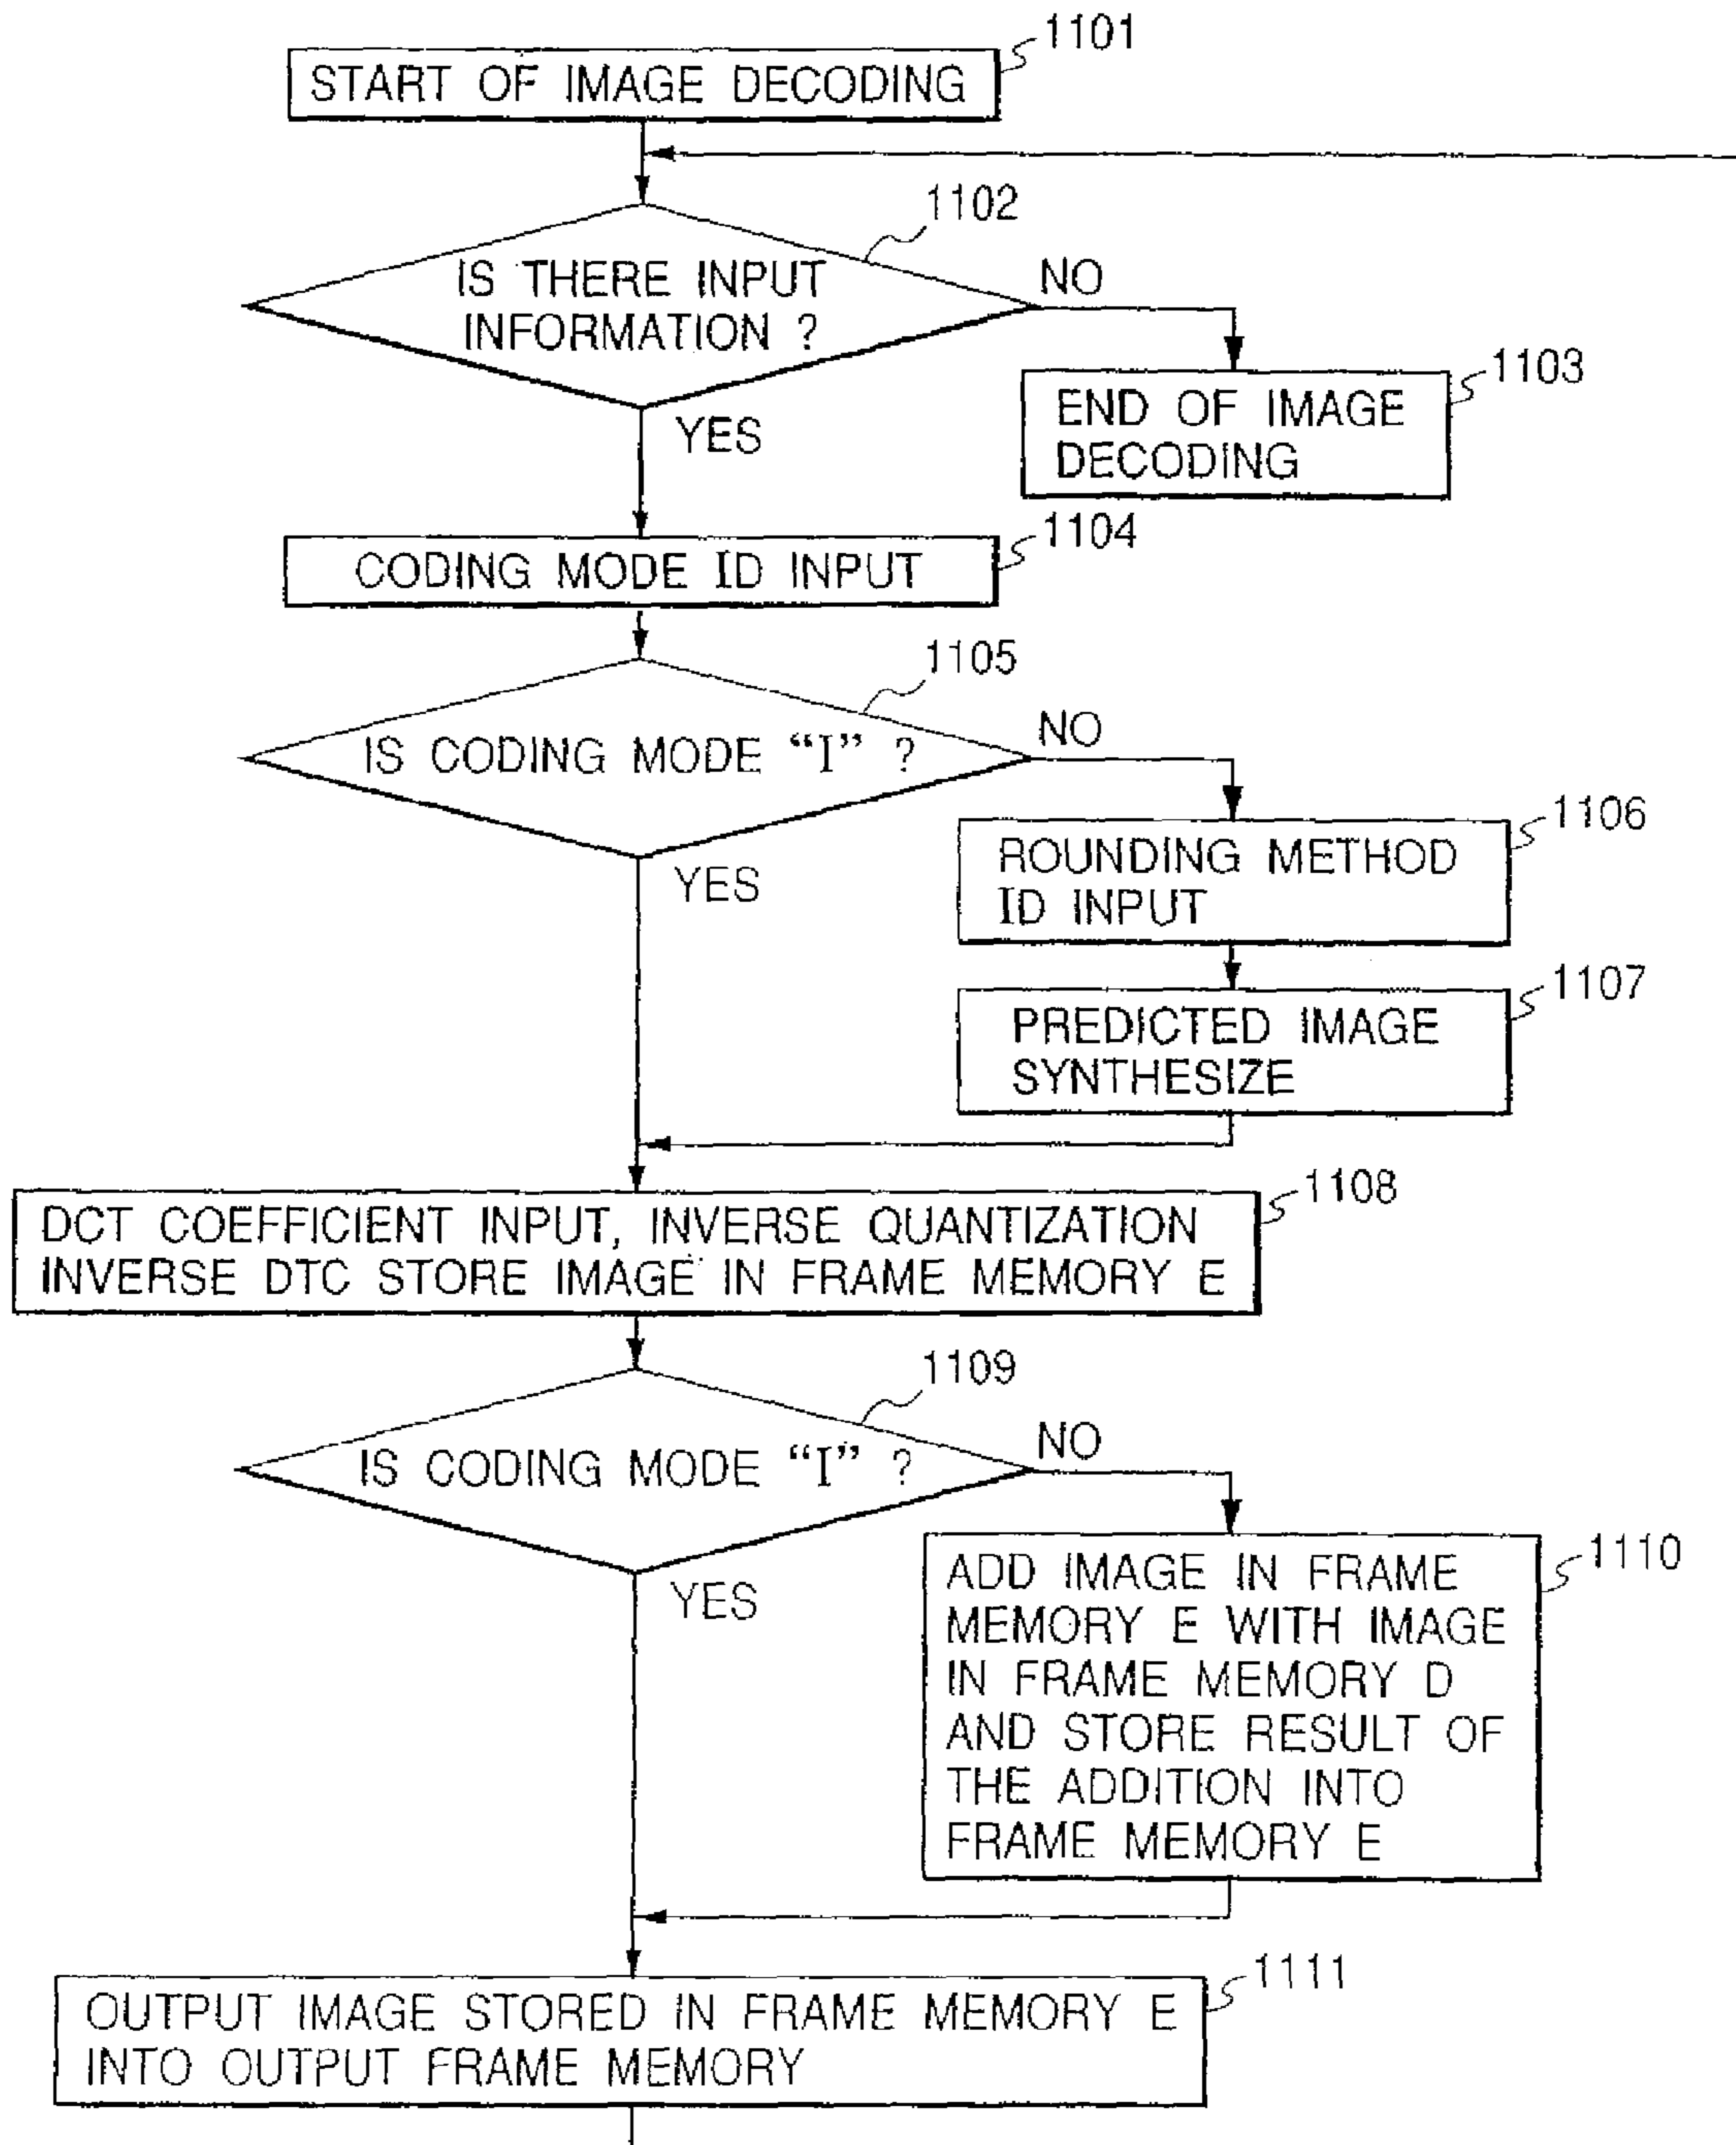 1101
START OF IMAGE DECODING
1102
IS THERE INPUT
INFORMATION ?
NO
YES
1103
END OF IMAGE
DECODING
1104
CODING MODE ID INPUT
1105
IS CODING MODE “I” ?
NO
YES
1106
ROUNDING METHOD
ID INPUT
1107
PREDICTED IMAGE
SYNTHESIZE
1108
DCT COEFFICIENT INPUT, INVERSE QUANTIZATION
INVERSE DTC STORE IMAGE IN FRAME MEMORY E
1109
IS CODING MODE “I” ?
NO
YES
1110
ADD IMAGE IN FRAME
MEMORY E WITH IMAGE
IN FRAME MEMORY D
AND STORE RESULT OF
THE ADDITION INTO
FRAME MEMORY E
1111
OUTPUT IMAGE STORED IN FRAME MEMORY E
INTO OUTPUT FRAME MEMORY